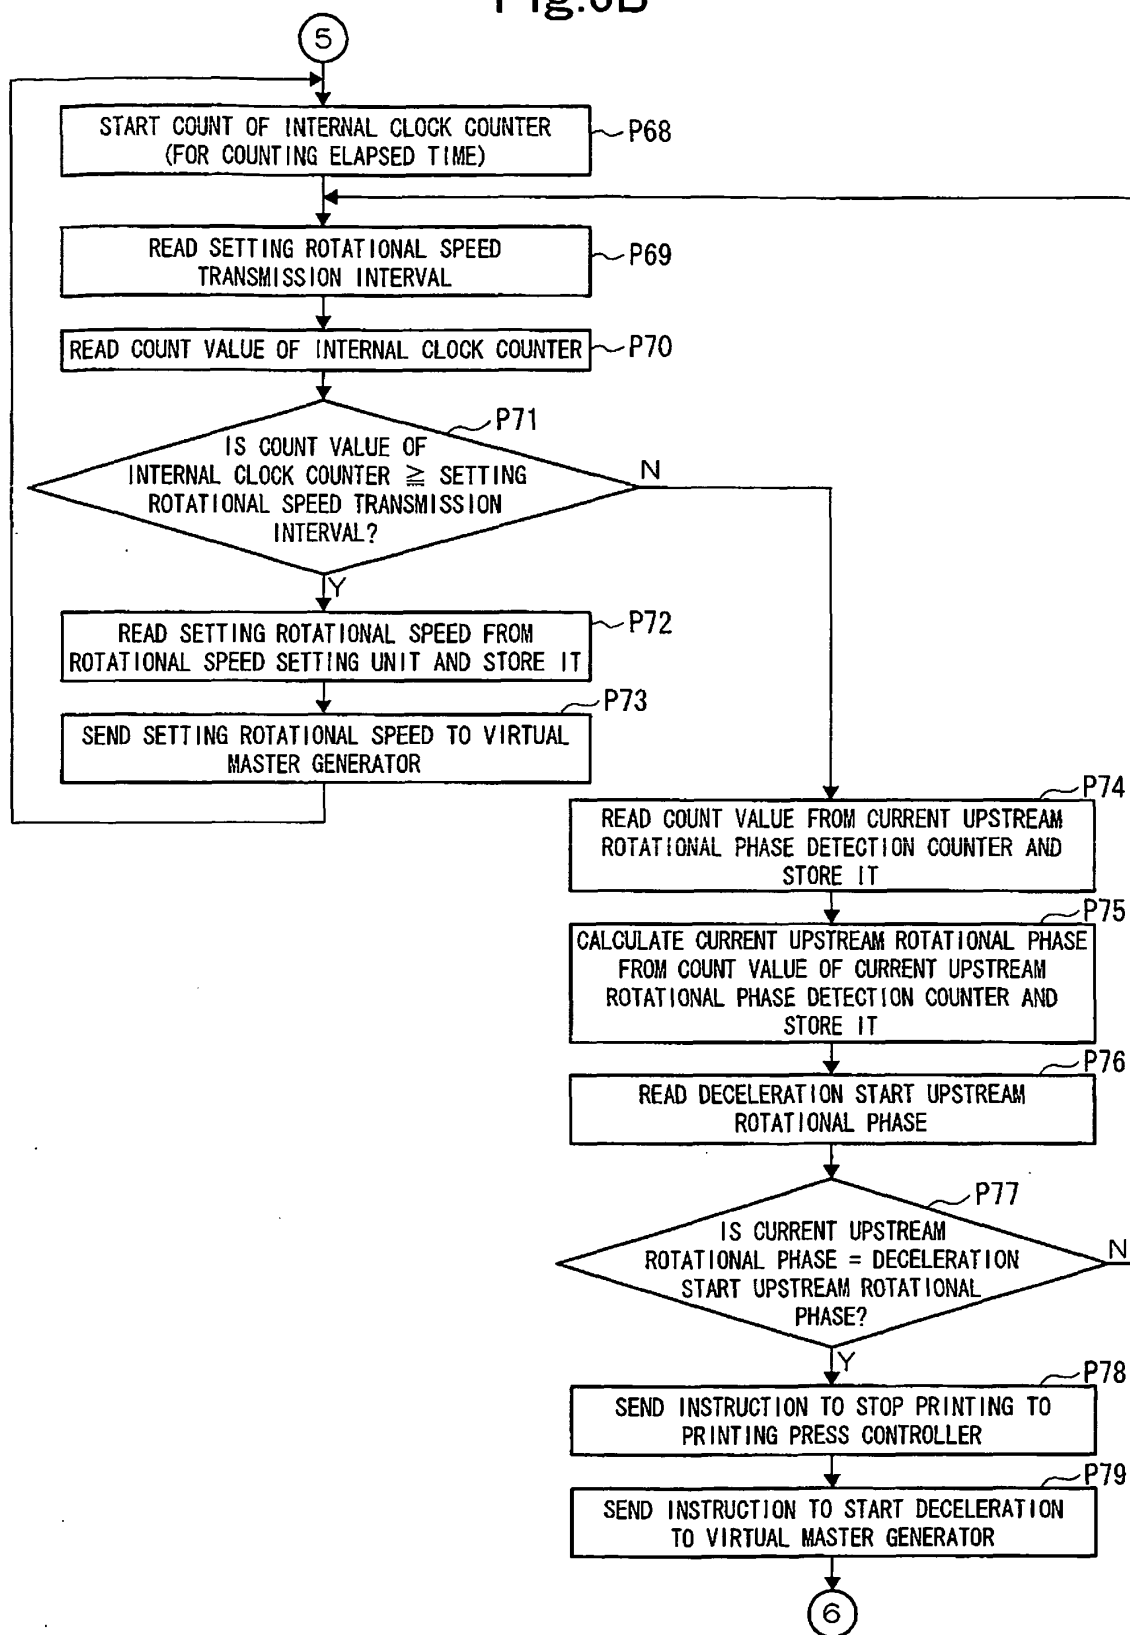 Fig.6B
5
START COUNT OF INTERNAL CLOCK COUNTER
(FOR COUNTING ELAPSED TIME)
P68
READ SETTING ROTATIONAL SPEED
TRANSMISSION INTERVAL
P69
READ COUNT VALUE OF INTERNAL CLOCK COUNTER
P70
P71
IS COUNT VALUE OF
INTERNAL CLOCK COUNTER ≧ SETTING
ROTATIONAL SPEED TRANSMISSION
INTERVAL?
N
Y
READ SETTING ROTATIONAL SPEED FROM
ROTATIONAL SPEED SETTING UNIT AND STORE IT
P72
P73
SEND SETTING ROTATIONAL SPEED TO VIRTUAL
MASTER GENERATOR
P74
READ COUNT VALUE FROM CURRENT UPSTREAM
ROTATIONAL PHASE DETECTION COUNTER AND
STORE IT
P75
CALCULATE CURRENT UPSTREAM ROTATIONAL PHASE
FROM COUNT VALUE OF CURRENT UPSTREAM
ROTATIONAL PHASE DETECTION COUNTER AND
STORE IT
P76
READ DECELERATION START UPSTREAM
ROTATIONAL PHASE
P77
IS CURRENT UPSTREAM
ROTATIONAL PHASE = DECELERATION
START UPSTREAM ROTATIONAL
PHASE?
N
Y
P78
SEND INSTRUCTION TO STOP PRINTING TO
PRINTING PRESS CONTROLLER
P79
SEND INSTRUCTION TO START DECELERATION
TO VIRTUAL MASTER GENERATOR
6